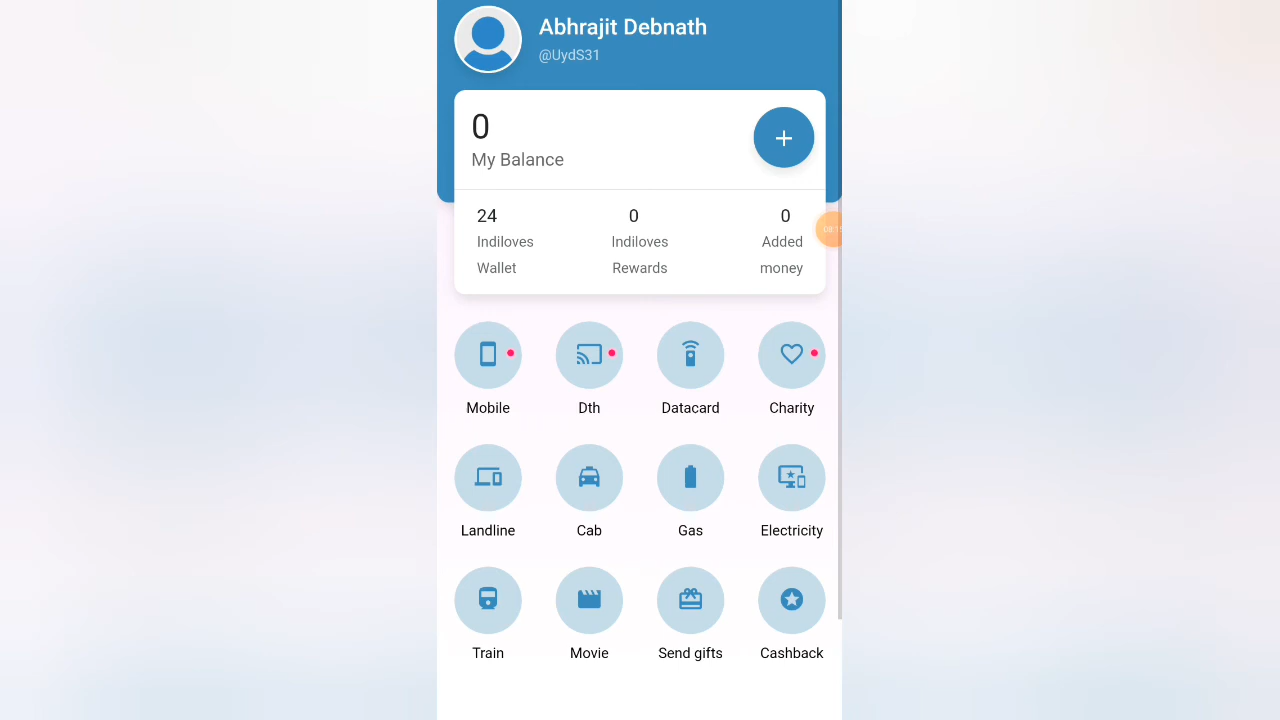 Abhrajit Debnath
@UydS31
0
My Balance
24
Indiloves
Wallet
0
Indiloves
Rewards
0
Added
money
Mobile
Dth
Datacard
Charity
Landline
Cab
Gas
Electricity
Train
Movie
Send gifts
Cashback